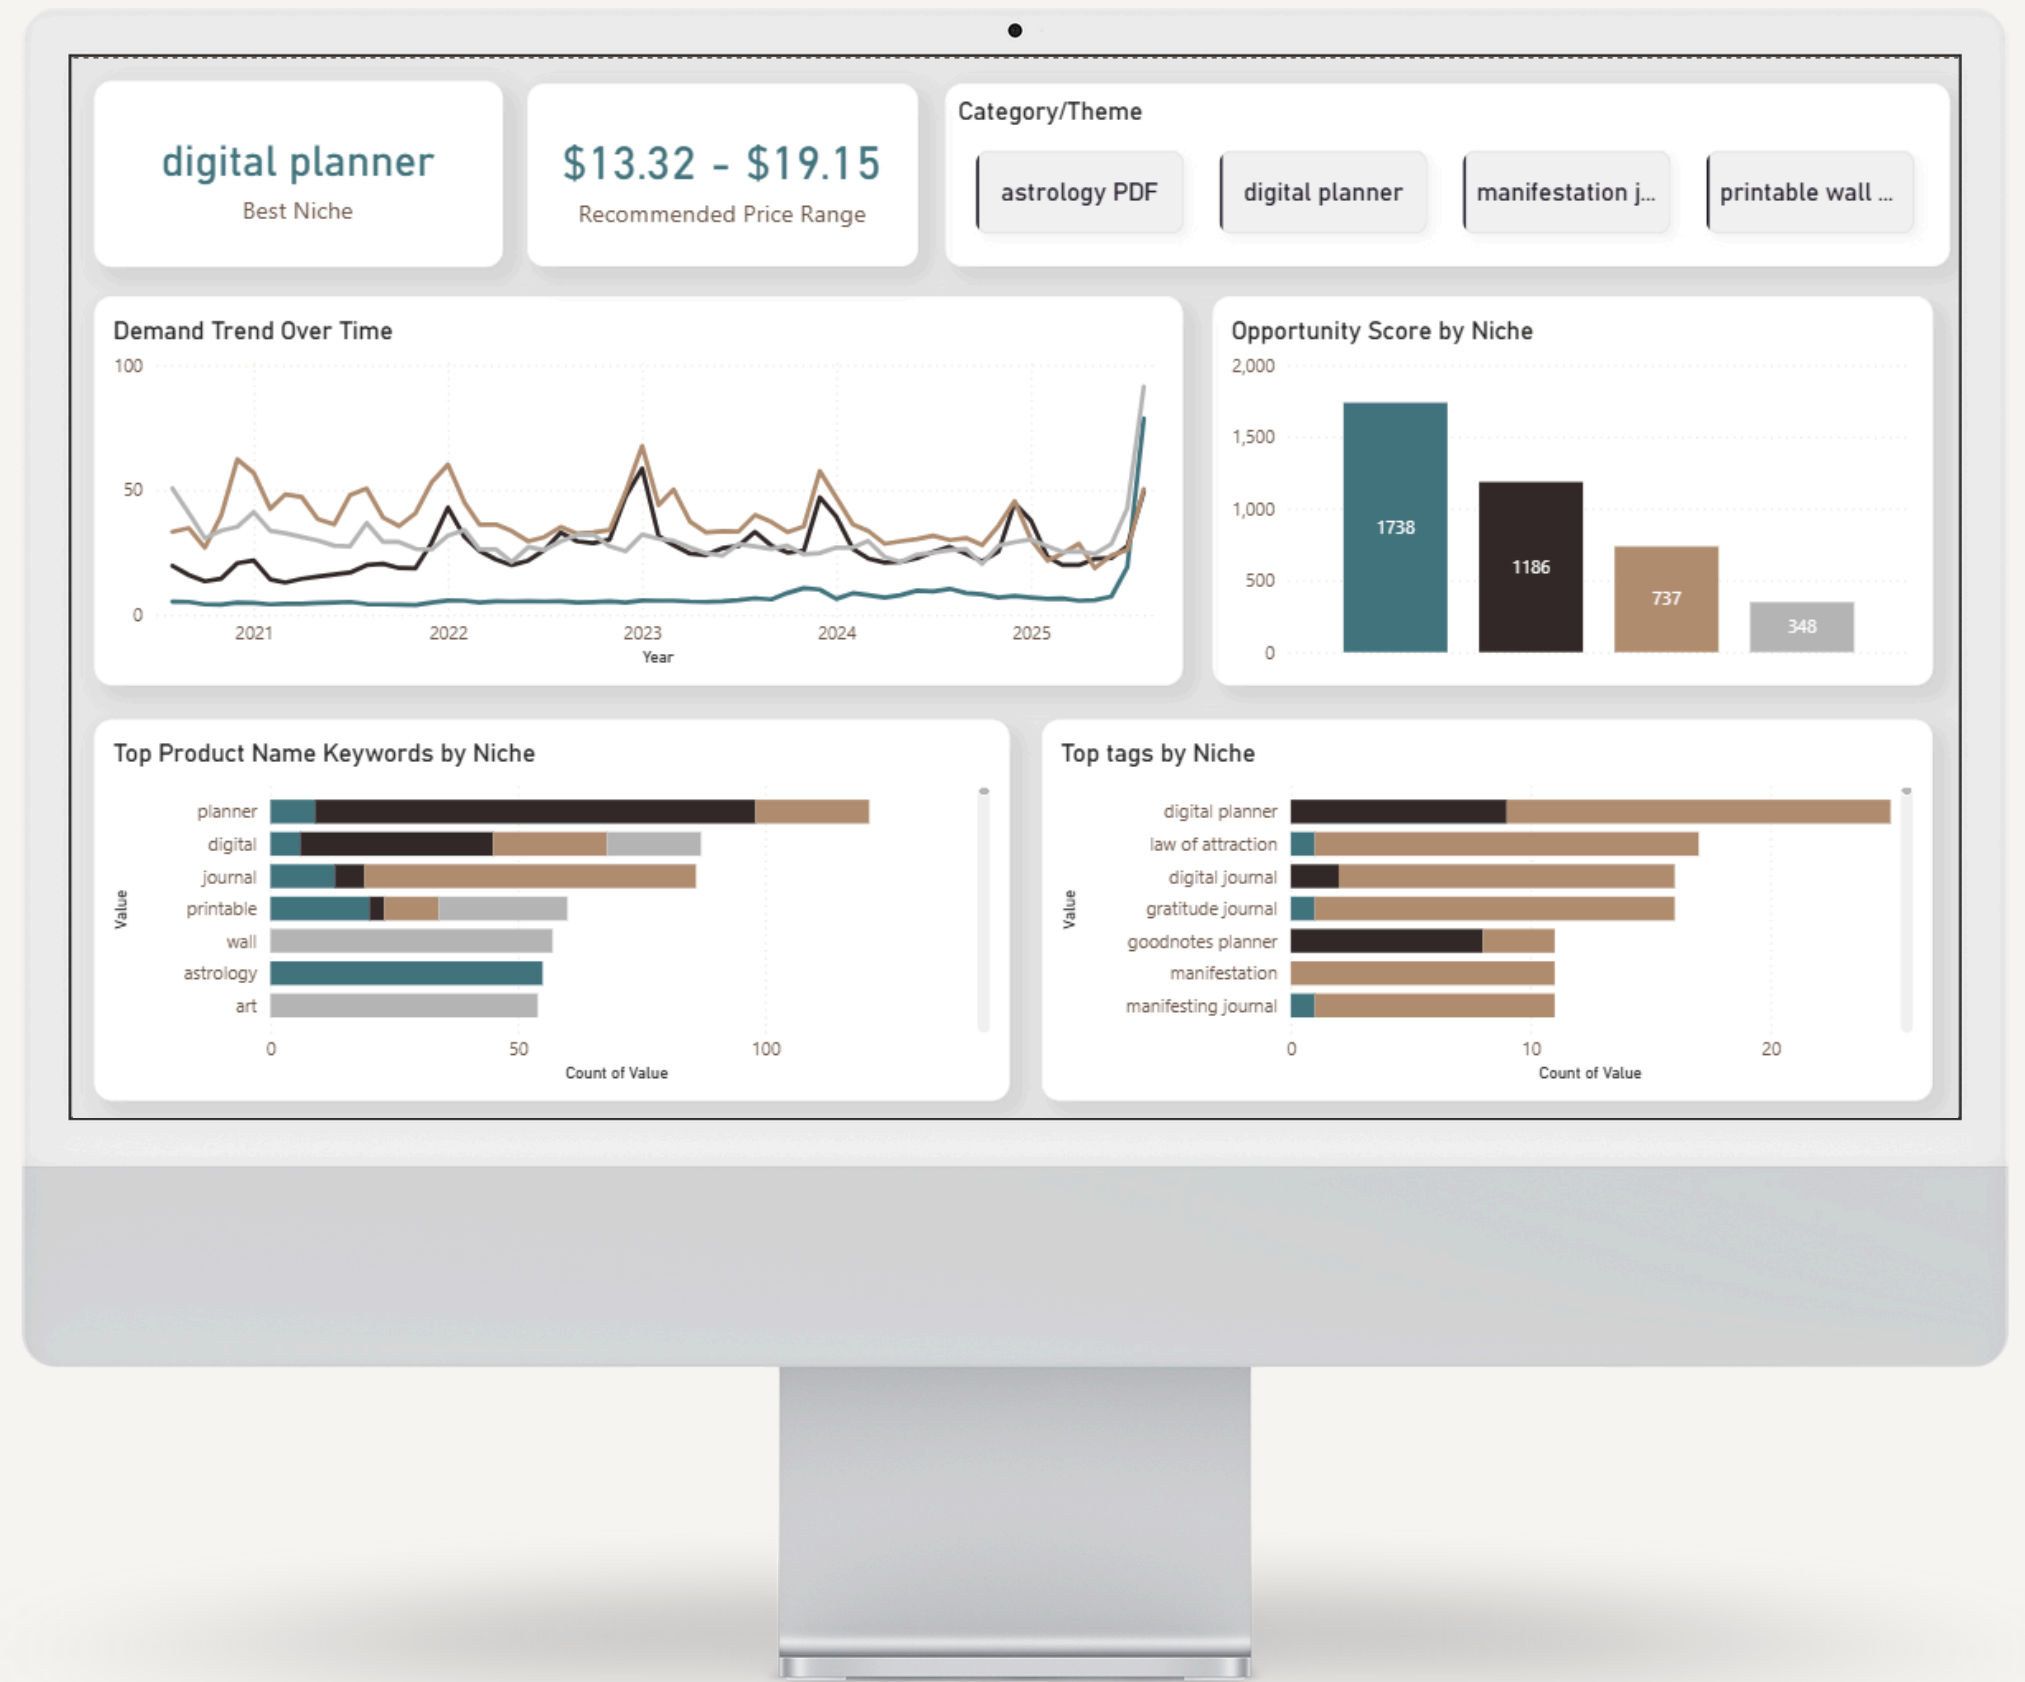 digital planner
Best Niche
$13.32 - $19.15
Recommended Price Range
Category/Theme
astrology PDF
digital planner
manifestation j...
printable wall ...
Demand Trend Over Time
100
50
0
2021
2022
2023
2024
2025
Year
Opportunity Score by Niche
2,000
1,500
1,000
500
0
1738
1186
737
348
Top Product Name Keywords by Niche
Value
planner
digital
journal
printable
wall
astrology
art
0
50
100
Count of Value
Top tags by Niche
Value
digital planner
law of attraction
digital journal
gratitude journal
goodnotes planner
manifestation
manifesting journal
0
10
20
Count of Value